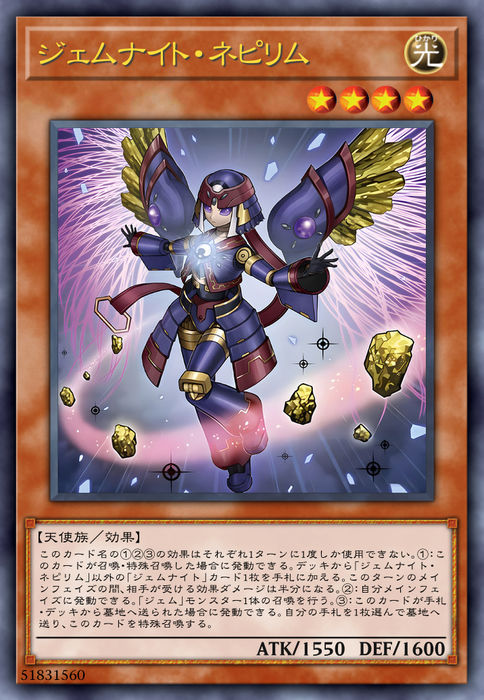 ジェムナイト・ネピリム
ひかり
光
【天使族／効果】
このカード名の①②③の効果はそれぞれ1ターンに1度しか使用できない。①：こ
のカードが召喚・特殊召喚した場合に発動できる。デッキから「ジェムナイト・
ネピリム」以外の「ジェムナイト」カード1枚を手札に加える。このターンのメ
インフェイズの間、相手が受ける効果ダメージは半分になる。②：自分メインフェ
イズに発動できる。「ジェム」モンスター1体の召喚を行う。③：このカードが手札
・デッキから墓地へ送られた場合に発動できる。自分の手札を1枚選んで墓地へ
送り、このカードを特殊召喚する。
ATK/1550 DEF/1600
51831560